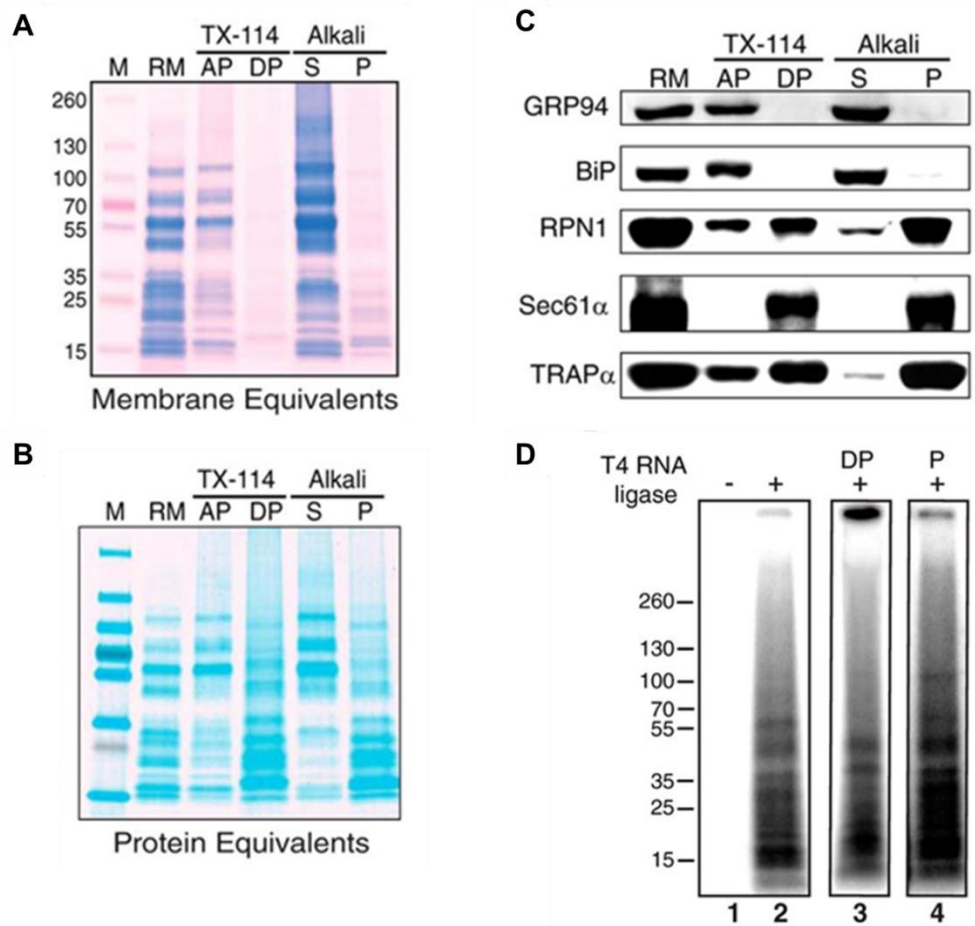 A
TX-114 Alkali
M RM AP DP S P
260
130
100
70
55
35
25
15
Membrane Equivalents
B
TX-114 Alkali
M RM AP DP S P
Protein Equivalents
C
TX-114 Alkali
RM AP DP S P
GRP94
BiP
RPN1
Sec61α
TRAPα
D
T4 RNA ligase - + DP + P +
260
130
100
70
55
35
25
15
1 2 3 4